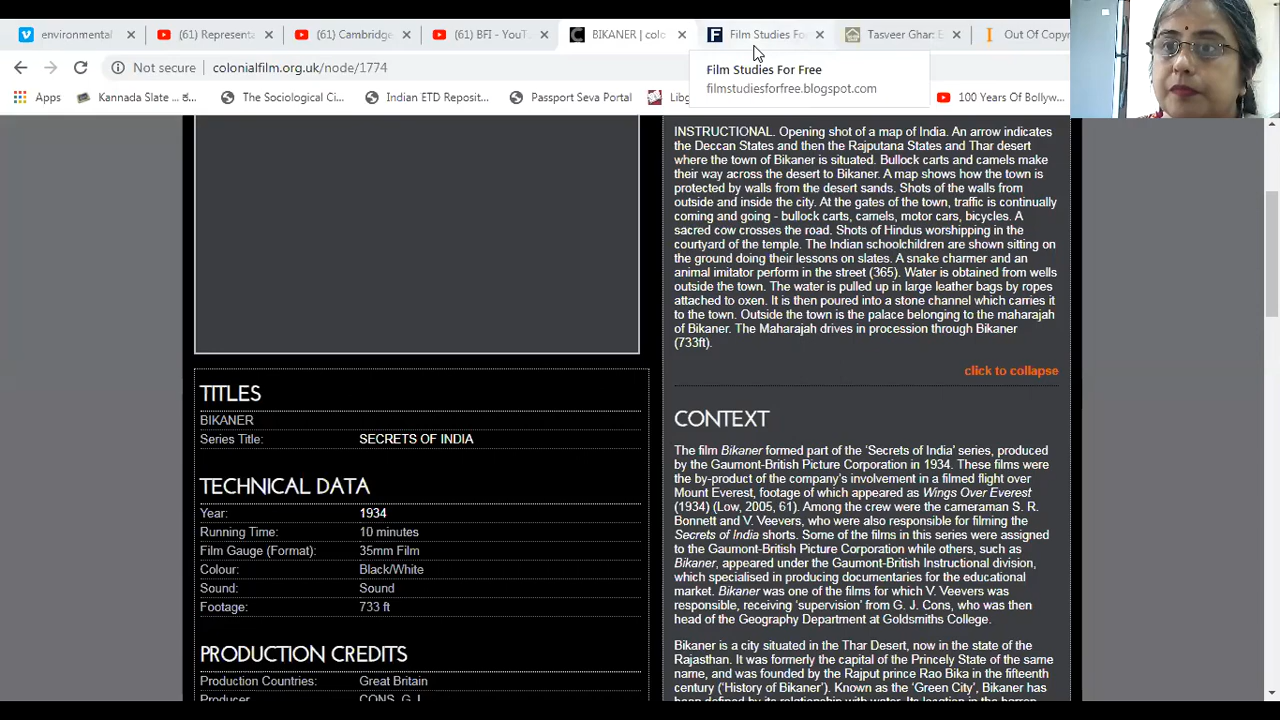 environmental
(61) Representa
(61) Cambridge
(61) BFI - YouT
BIKANER | colo
Film Studies Fo
Tasveer Ghar: E
Out Of Copy
Not secure
colonialfilm.org.uk/node/1774
Film Studies For Free
filmstudiesforfree.blogspot.com
Apps
Kannada Slate - ಕ...
The Sociological Ci...
Indian ETD Reposit...
Passport Seva Portal
Libg
100 Years Of Bollyw...
INSTRUCTIONAL. Opening shot of a map of India. An arrow indicates
the Deccan States and then the Rajputana States and Thar desert
where the town of Bikaner is situated. Bullock carts and camels make
their way across the desert to Bikaner. A map shows how the town is
protected by walls from the desert sands. Shots of the walls from
outside and inside the city. At the gates of the town, traffic is continually
coming and going - bullock carts, camels, motor cars, bicycles. A
sacred cow crosses the road. Shots of Hindus worshipping in the
courtyard of the temple. The Indian schoolchildren are shown sitting on
the ground doing their lessons on slates. A snake charmer and an
animal imitator perform in the street (365). Water is obtained from wells
outside the town. The water is pulled up in large leather bags by ropes
attached to oxen. It is then poured into a stone channel which carries it
to the town. Outside the town is the palace belonging to the maharajah
of Bikaner. The Maharajah drives in procession through Bikaner
(733ft).
click to collapse
TITLES
BIKANER
Series Title: SECRETS OF INDIA
TECHNICAL DATA
Year: 1934
Running Time: 10 minutes
Film Gauge (Format): 35mm Film
Colour: Black/White
Sound: Sound
Footage: 733 ft
PRODUCTION CREDITS
Production Countries: Great Britain
Producer CONS, G J
CONTEXT
The film Bikaner formed part of the 'Secrets of India' series, produced
by the Gaumont-British Picture Corporation in 1934. These films were
the by-product of the company's involvement in a filmed flight over
Mount Everest, footage of which appeared as Wings Over Everest
(1934) (Low, 2005, 61). Among the crew were the cameraman S. R.
Bonnett and V. Veevers, who were also responsible for filming the
Secrets of India shorts. Some of the films in this series were assigned
to the Gaumont-British Picture Corporation while others, such as
Bikaner, appeared under the Gaumont-British Instructional division,
which specialised in producing documentaries for the educational
market. Bikaner was one of the films for which V. Veevers was
responsible, receiving 'supervision' from G. J. Cons, who was then
head of the Geography Department at Goldsmiths College.
Bikaner is a city situated in the Thar Desert, now in the state of the
Rajasthan. It was formerly the capital of the Princely State of the same
name, and was founded by the Rajput prince Rao Bika in the fifteenth
century ('History of Bikaner'). Known as the 'Green City', Bikaner has
been defined by its relationship with water. Its location in the barren